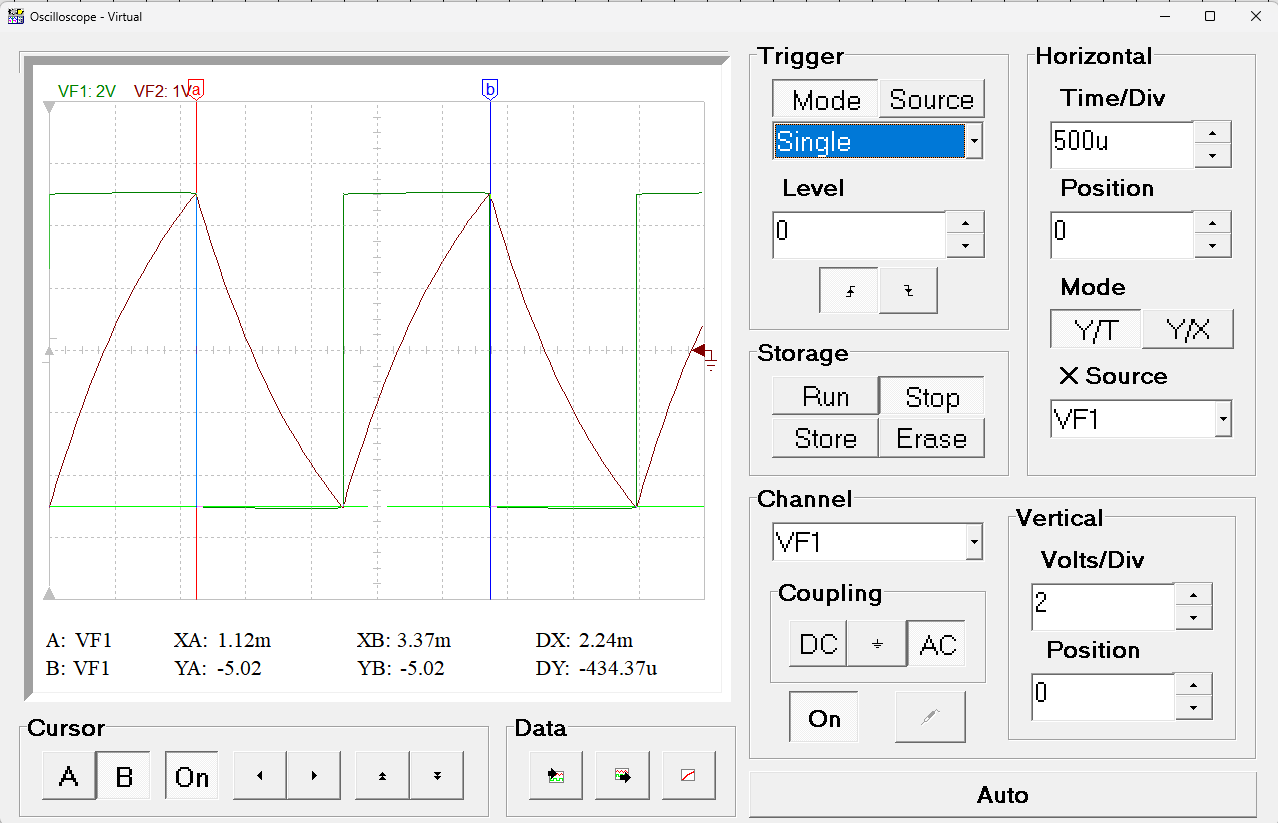 Oscilloscope - Virtual
VF1: 2V VF2: 1V
a
b
A: VF1 XA: 1.12m XB: 3.37m DX: 2.24m
B: VF1 YA: -5.02 YB: -5.02 DY: -434.37u
Cursor
A B On
Data
Trigger
Mode Source
Single
Level
0
Storage
Run Stop
Store Erase
Horizontal
Time/Div
500u
Position
0
Mode
Y/T Y/X
X Source
VF1
Channel
VF1
Coupling
DC AC
On
Vertical
Volts/Div
2
Position
0
Auto